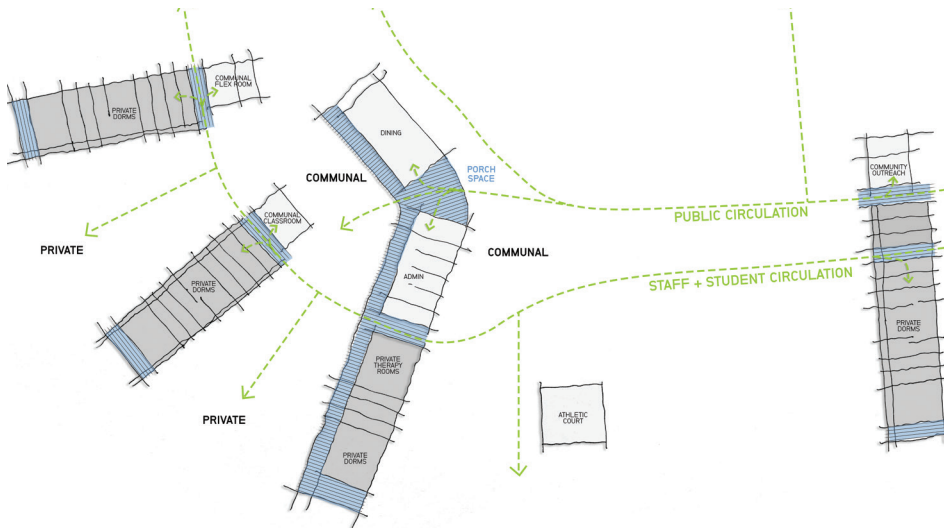 COMMUNAL
FLEX ROOM
PRIVATE
DORMS
DINING
PORCH
SPACE
COMMUNAL
COMMUNITY
OUTREACH
PUBLIC CIRCULATION
COMMUNAL
CLASSROOM
PRIVATE
COMMUNAL
PRIVATE
DORMS
ADMIN
STAFF + STUDENT CIRCULATION
PRIVATE
DORMS
PRIVATE
THERAPY
ROOMS
PRIVATE
ATHLETIC
COURT
PRIVATE
DORMS